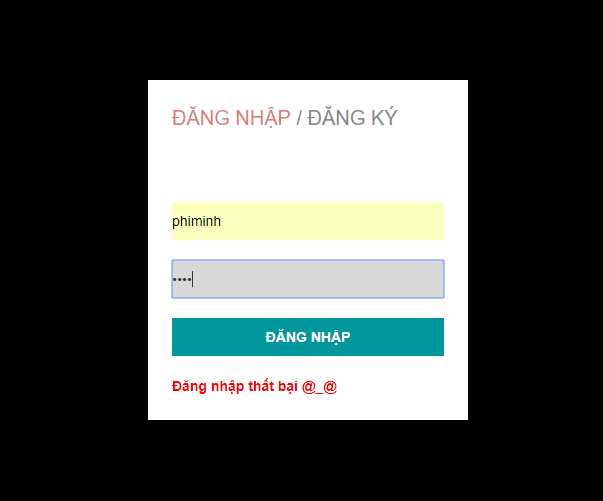 ĐĂNG NHẬP / ĐĂNG KÝ
phiminh
••••
ĐĂNG NHẬP
Đăng nhập thất bại @_@